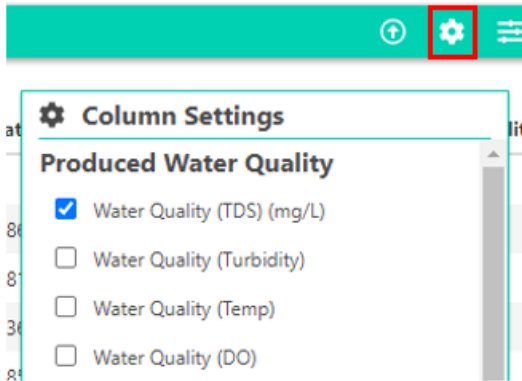 Column Settings
Produced Water Quality
Water Quality (TDS) (mg/L)
Water Quality (Turbidity)
Water Quality (Temp)
Water Quality (DO)